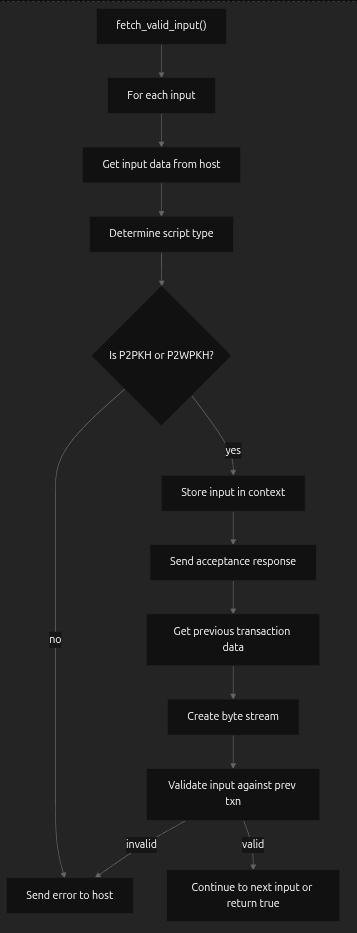 fetch_valid_input()
For each input
Get input data from host
Determine script type
Is P2PKH or P2WPKH?
yes
Store input in context
Send acceptance response
Get previous transaction
data
no
Create byte stream
Validate input against prev
txn
invalid
valid
Send error to host
Continue to next input or
return true